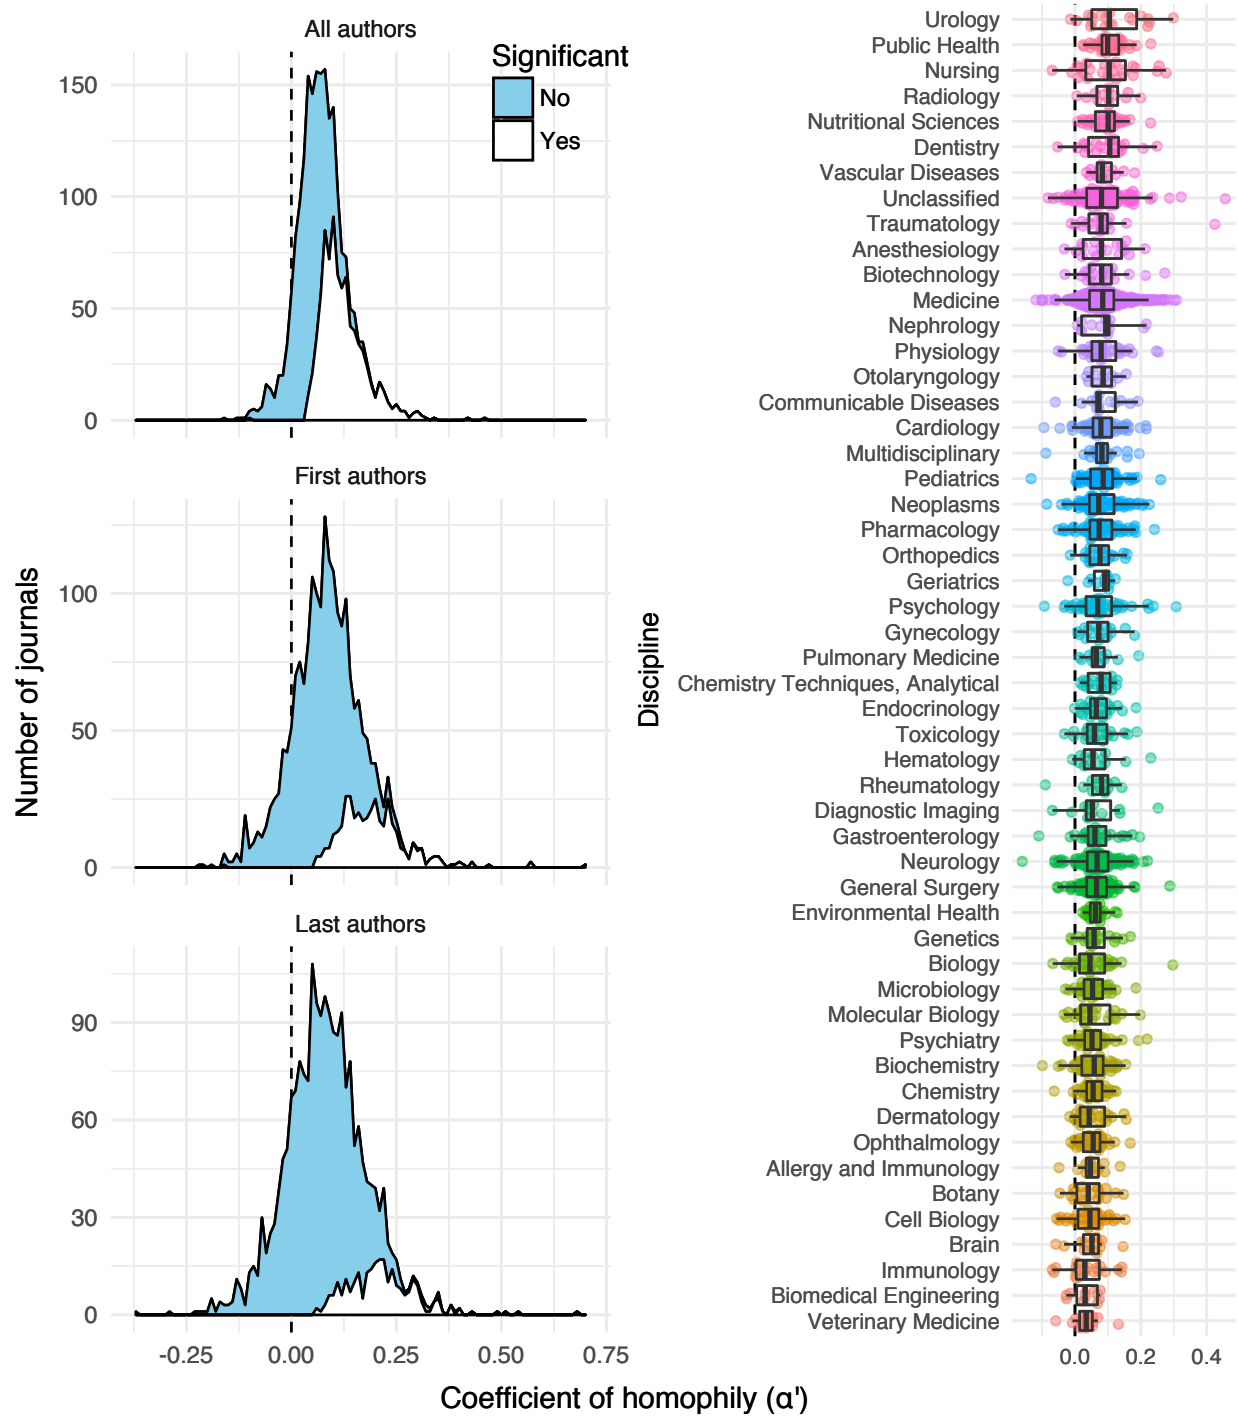 All authors
Significant
No
Yes
150
100
50
0
First authors
100
50
0
Last authors
90
60
30
0
-0.25
0.00
0.25
0.50
0.75
Number of journals
Coefficient of homophily (α')
Discipline
Urology
Public Health
Nursing
Radiology
Nutritional Sciences
Dentistry
Vascular Diseases
Unclassified
Traumatology
Anesthesiology
Biotechnology
Medicine
Nephrology
Physiology
Otolaryngology
Communicable Diseases
Cardiology
Multidisciplinary
Pediatrics
Neoplasms
Pharmacology
Orthopedics
Geriatrics
Psychology
Gynecology
Pulmonary Medicine
Chemistry Techniques, Analytical
Endocrinology
Toxicology
Hematology
Rheumatology
Diagnostic Imaging
Gastroenterology
Neurology
General Surgery
Environmental Health
Genetics
Biology
Microbiology
Molecular Biology
Psychiatry
Biochemistry
Chemistry
Dermatology
Ophthalmology
Allergy and Immunology
Botany
Cell Biology
Brain
Immunology
Biomedical Engineering
Veterinary Medicine
0.0
0.2
0.4